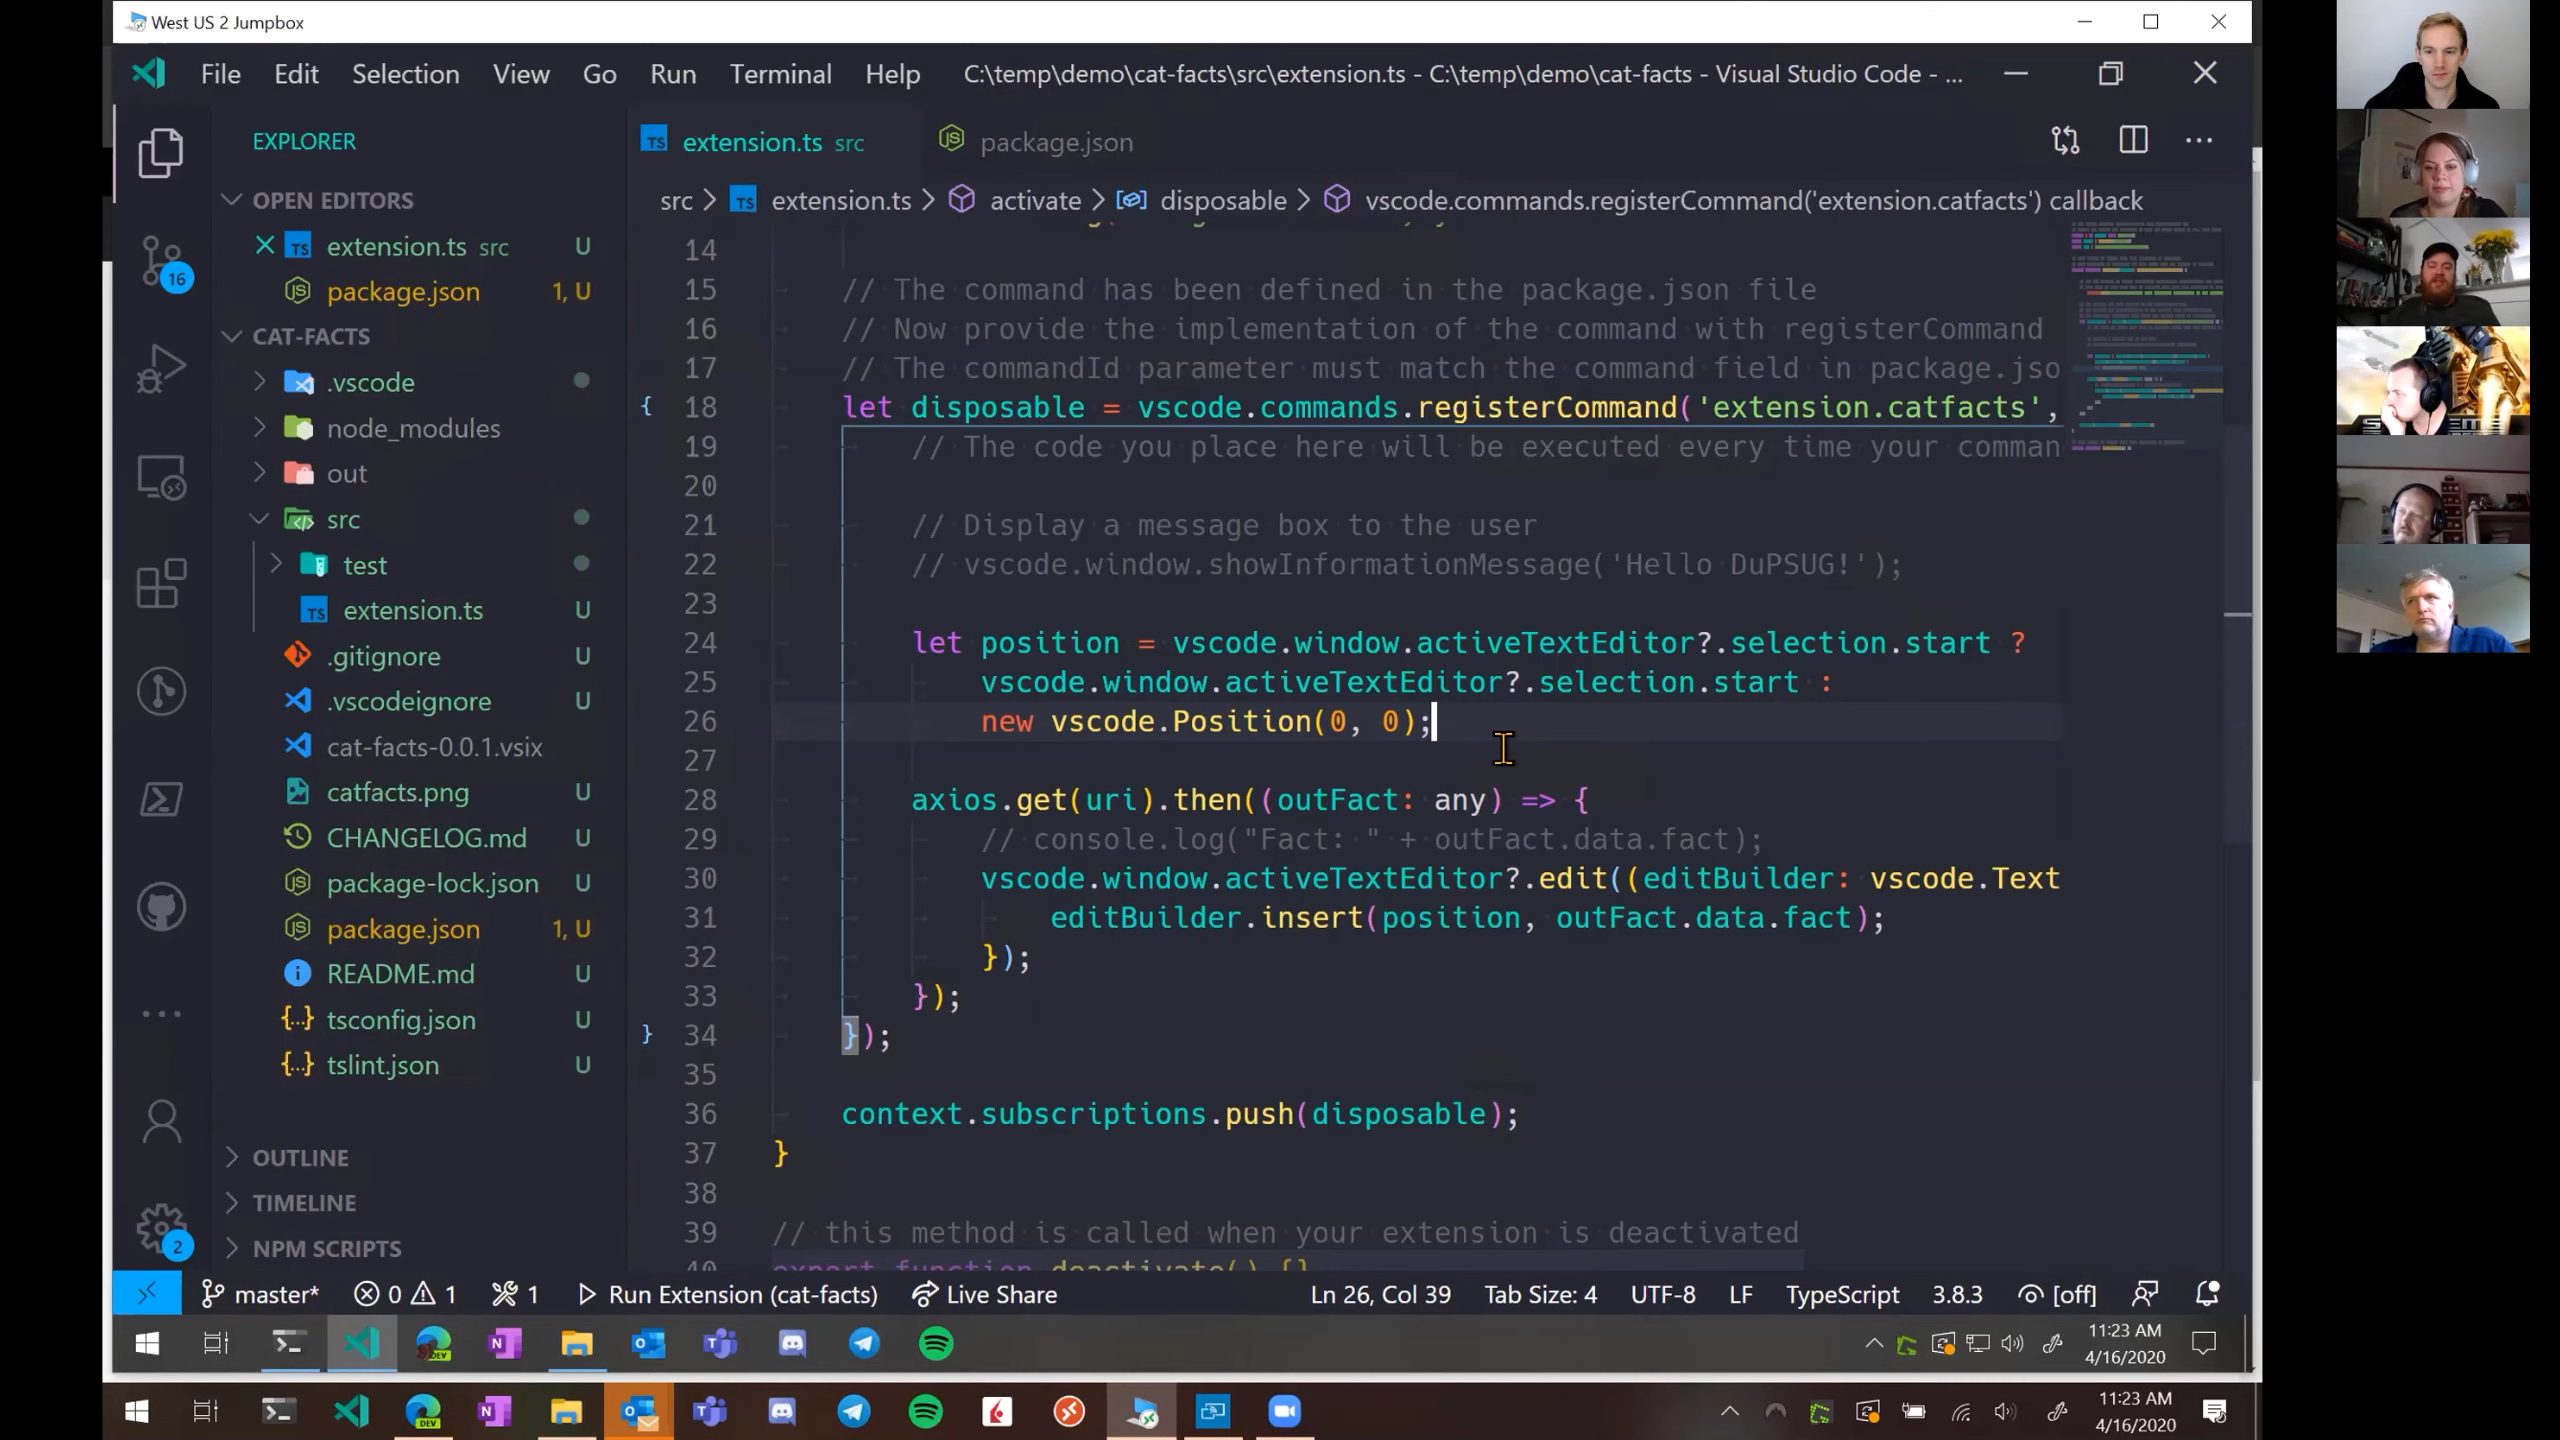 West US 2 Jumpbox
File Edit Selection View Go Run Terminal Help C:\temp\demo\cat-facts\src\extension.ts - C:\temp\demo\cat-facts - Visual Studio Code - ...
EXPLORER
OPEN EDITORS
extension.ts src U
package.json 1, U
CAT-FACTS
.vscode
node_modules
out
src
test
extension.ts U
.gitignore U
.vscodeignore U
cat-facts-0.0.1.vsix
catfacts.png U
CHANGELOG.md U
package-lock.json U
package.json 1, U
README.md U
tsconfig.json U
tslint.json U
OUTLINE
TIMELINE
NPM SCRIPTS
16
2
extension.ts src package.json
src > extension.ts > activate > disposable > vscode.commands.registerCommand('extension.catfacts') callback
14
15 // The command has been defined in the package.json file
16 // Now provide the implementation of the command with registerCommand
17 // The commandId parameter must match the command field in package.jso
18 let disposable = vscode.commands.registerCommand('extension.catfacts',
19 // The code you place here will be executed every time your comman
20
21 // Display a message box to the user
22 // vscode.window.showInformationMessage('Hello DuPSUG!');
23
24 let position = vscode.window.activeTextEditor?.selection.start ?
25 vscode.window.activeTextEditor?.selection.start :
26 new vscode.Position(0, 0);
27
28 axios.get(uri).then((outFact: any) => {
29 // console.log("Fact: " + outFact.data.fact);
30 vscode.window.activeTextEditor?.edit((editBuilder: vscode.Text
31 editBuilder.insert(position, outFact.data.fact);
32 });
33 });
34 });
35
36 context.subscriptions.push(disposable);
37 }
38
39 // this method is called when your extension is deactivated
40 export function deactivate() {}
master* 0 1 1 Run Extension (cat-facts) Live Share Ln 26, Col 39 Tab Size: 4 UTF-8 LF TypeScript 3.8.3 [off]
11:23 AM
4/16/2020
11:23 AM
4/16/2020